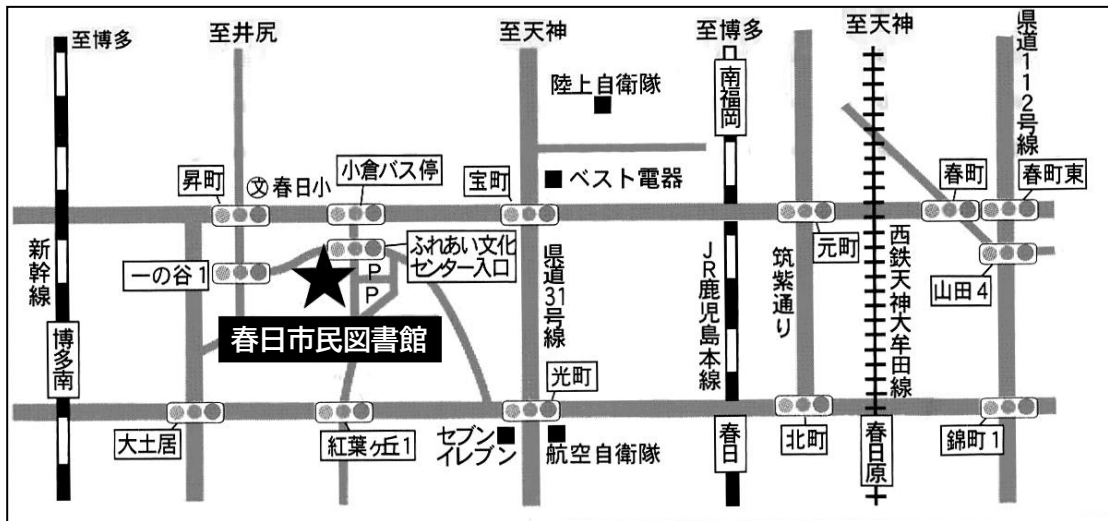 至博多
至井尻
至天神
至博多
至天神
県道112号線
南福岡
陸上自衛隊
昇町
文春日小
小倉バス停
宝町
ベスト電器
春町
春町東
新幹線
一の谷1
ふれあい文化
センター入口
P
P
県道31号線
JR鹿児島本線
筑紫通り
元町
西鉄天神大牟田線
山田4
春日市民図書館
博多南
大土居
紅葉ヶ丘1
セブン
イレブン
光町
航空自衛隊
春日
北町
春日原
錦町1